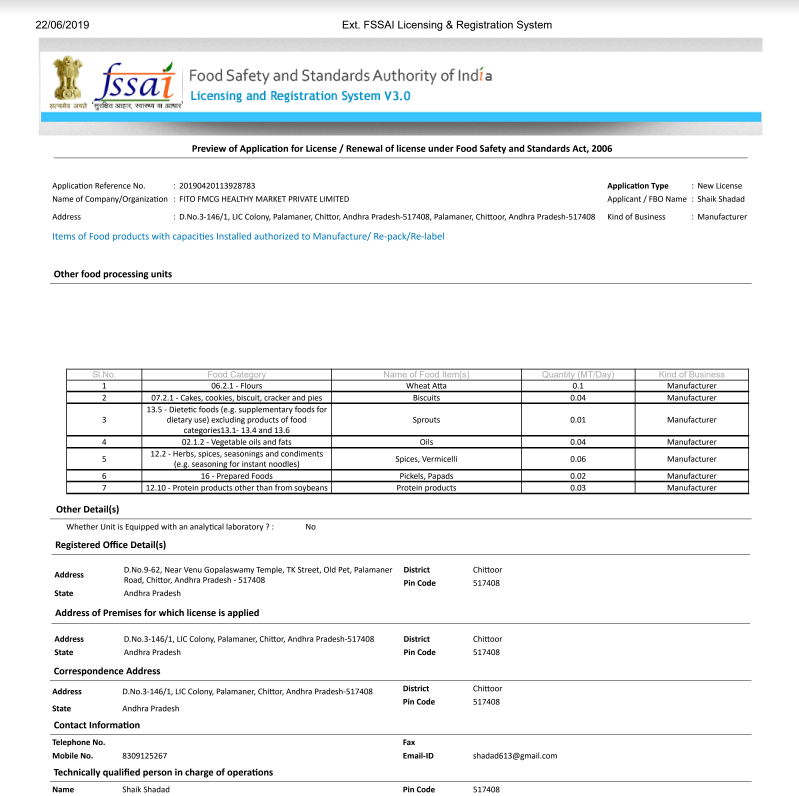 22/06/2019 Ext. FSSAI Licensing & Registration System
fssai
सत्यमेव जयते
'सुरक्षित आहार, स्वास्थ्य का आधार'
Food Safety and Standards Authority of India
Licensing and Registration System V3.0
Preview of Application for License / Renewal of license under Food Safety and Standards Act, 2006
Application Reference No. : 20190420113928783 Application Type : New License
Name of Company/Organization : FITO FMCG HEALTHY MARKET PRIVATE LIMITED Applicant / FBO Name : Shaik Shadad
Address : D.No.3-146/1, LIC Colony, Palamaner, Chittor, Andhra Pradesh-517408, Palamaner, Chittoor, Andhra Pradesh-517408 Kind of Business : Manufacturer
Items of Food products with capacities Installed authorized to Manufacture/ Re-pack/Re-label
Other food processing units
Sl.No. Food Category Name of Food Item(s) Quantity (MT/Day) Kind of Business
1 06.2.1 - Flours Wheat Atta 0.1 Manufacturer
2 07.2.1 - Cakes, cookies, biscuit, cracker and pies Biscuits 0.04 Manufacturer
13.5 - Dietetic foods (e.g. supplementary foods for
3 dietary use) excluding products of food Sprouts 0.01 Manufacturer
categories13.1- 13.4 and 13.6
4 02.1.2 - Vegetable oils and fats Oils 0.04 Manufacturer
12.2 - Herbs, spices, seasonings and condiments
5 (e.g. seasoning for instant noodles) Spices, Vermicelli 0.06 Manufacturer
6 16 - Prepared Foods Pickels, Papads 0.02 Manufacturer
7 12.10 - Protein products other than from soybeans Protein products 0.03 Manufacturer
Other Detail(s)
Whether Unit is Equipped with an analytical laboratory ? : No
Registered Office Detail(s)
Address D.No.9-62, Near Venu Gopalaswamy Temple, TK Street, Old Pet, Palamaner District Chittoor
Road, Chittor, Andhra Pradesh - 517408 Pin Code 517408
State Andhra Pradesh
Address of Premises for which license is applied
Address D.No.3-146/1, LIC Colony, Palamaner, Chittor, Andhra Pradesh-517408 District Chittoor
State Andhra Pradesh Pin Code 517408
Correspondence Address
Address D.No.3-146/1, LIC Colony, Palamaner, Chittor, Andhra Pradesh-517408 District Chittoor
Pin Code 517408
State Andhra Pradesh
Contact Information
Telephone No. Fax
Mobile No. 8309125267 Email-ID shadad613@gmail.com
Technically qualified person in charge of operations
Name Shaik Shadad Pin Code 517408